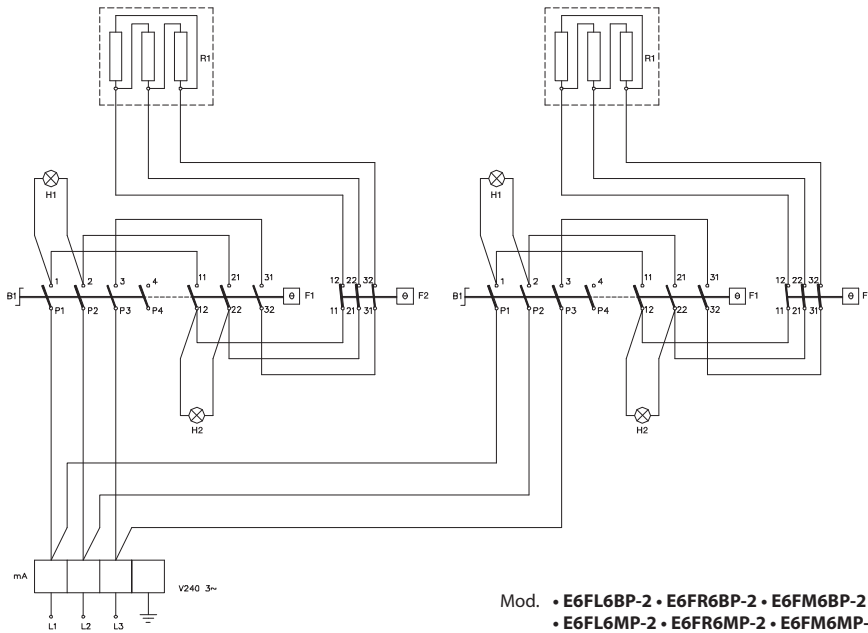 R1 R1
H1 H1
1 2 3 4 11 21 31 12 22 32 1 2 3 4 11 21 31 12 22 32
B1 θ F1 θ F2 B1 θ F1 θ F
P1 P2 P3 P4 12 22 32 11 21 31 P1 P2 P3 P4 12 22 32 11 21 31
H2 H2
mA V240 3~
L1 L2 L3
Mod. • E6FL6BP-2 • E6FR6BP-2 • E6FM6BP-2
• E6FL6MP-2 • E6FR6MP-2 • E6FM6MP-